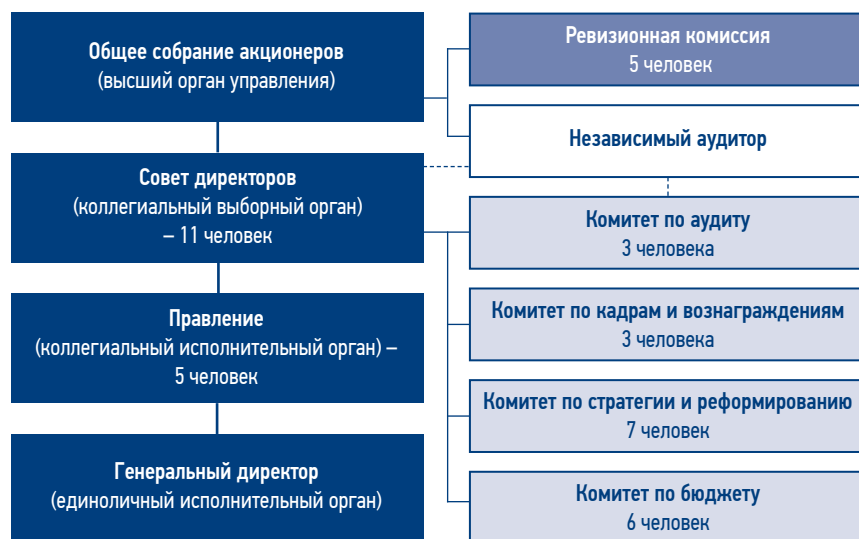 Общее собрание акционеров
(высший орган управления)
Совет директоров
(коллегиальный выборный орган)
– 11 человек
Правление
(коллегиальный исполнительный орган) –
5 человек
Генеральный директор
(единоличный исполнительный орган)
Ревизионная комиссия
5 человек
Независимый аудитор
Комитет по аудиту
3 человека
Комитет по кадрам и вознаграждениям
3 человека
Комитет по стратегии и реформированию
7 человек
Комитет по бюджету
6 человек